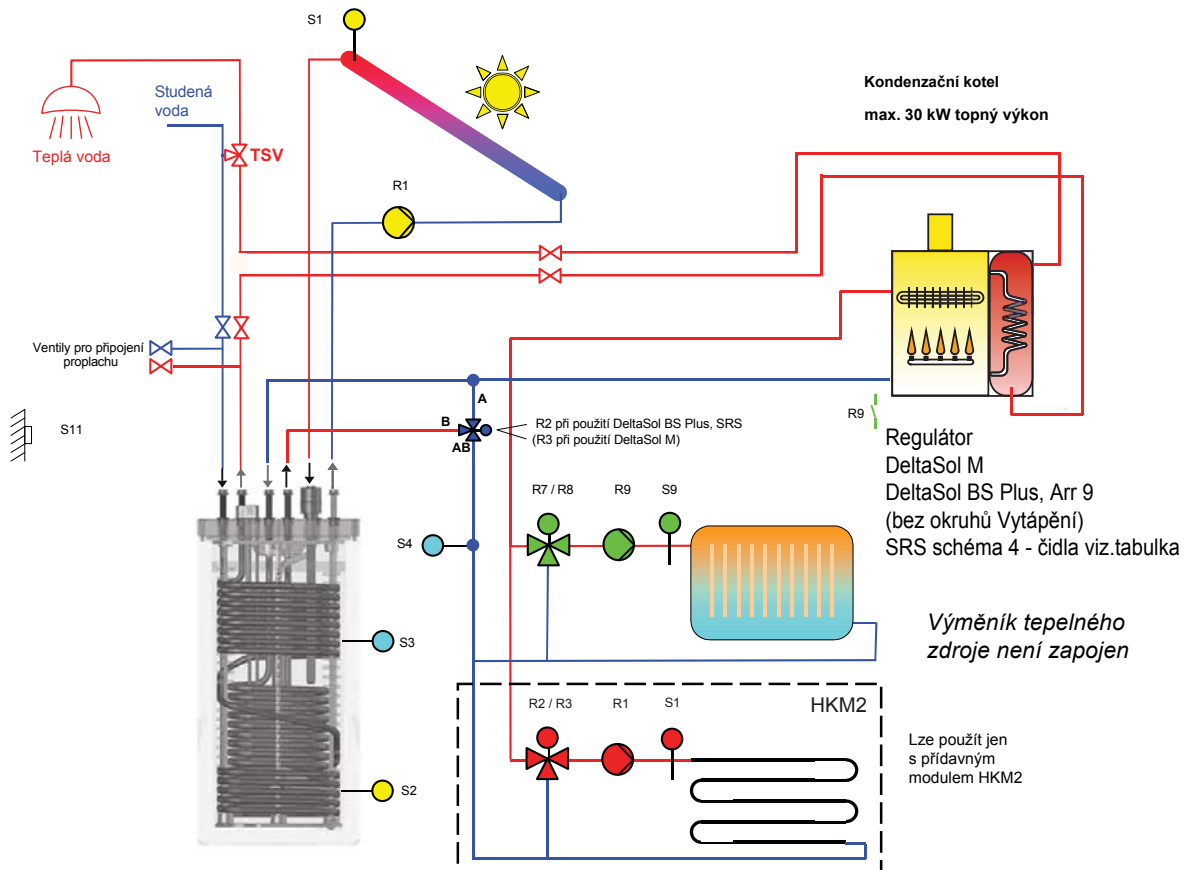 S1
Studená
voda
Teplá voda
TSV
R1
Kondenzační kotel
max. 30 kW topný výkon
Ventily pro připojení
proplachu
S11
A
B
AB
R2 při použití DeltaSol BS Plus, SRS
(R3 při použití DeltaSol M)
R9
Regulátor
DeltaSol M
DeltaSol BS Plus, Arr 9
(bez okruhů Vytápění)
SRS schéma 4 - čidla viz.tabulka
R7 / R8
R9
S9
S4
S3
Výměník tepelného
zdroje není zapojen
HKM2
R2 / R3
R1
S1
Lze použít jen
s přídavným
modulem HKM2
S2